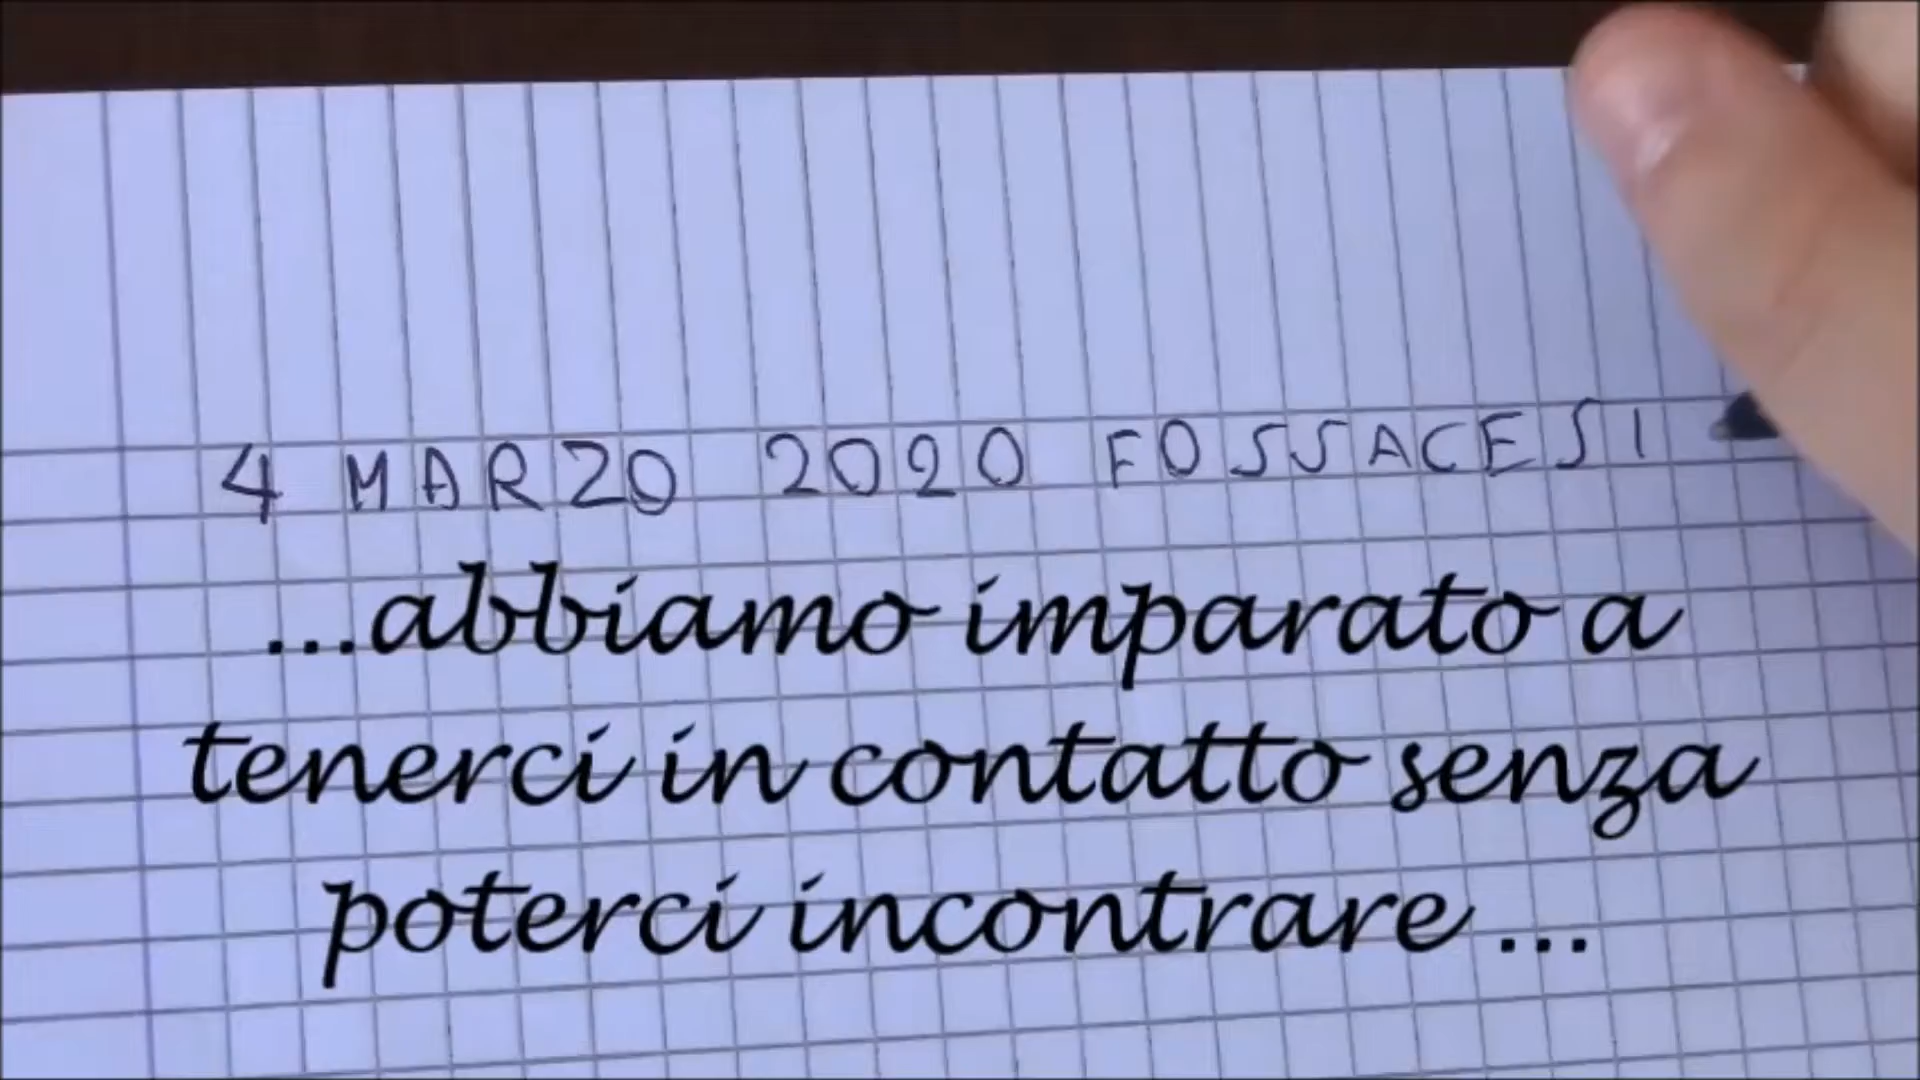 4 MARZO 2020 FOSSACESI
...abbiamo imparato a
tenerci in contatto senza
poterci incontrare ...